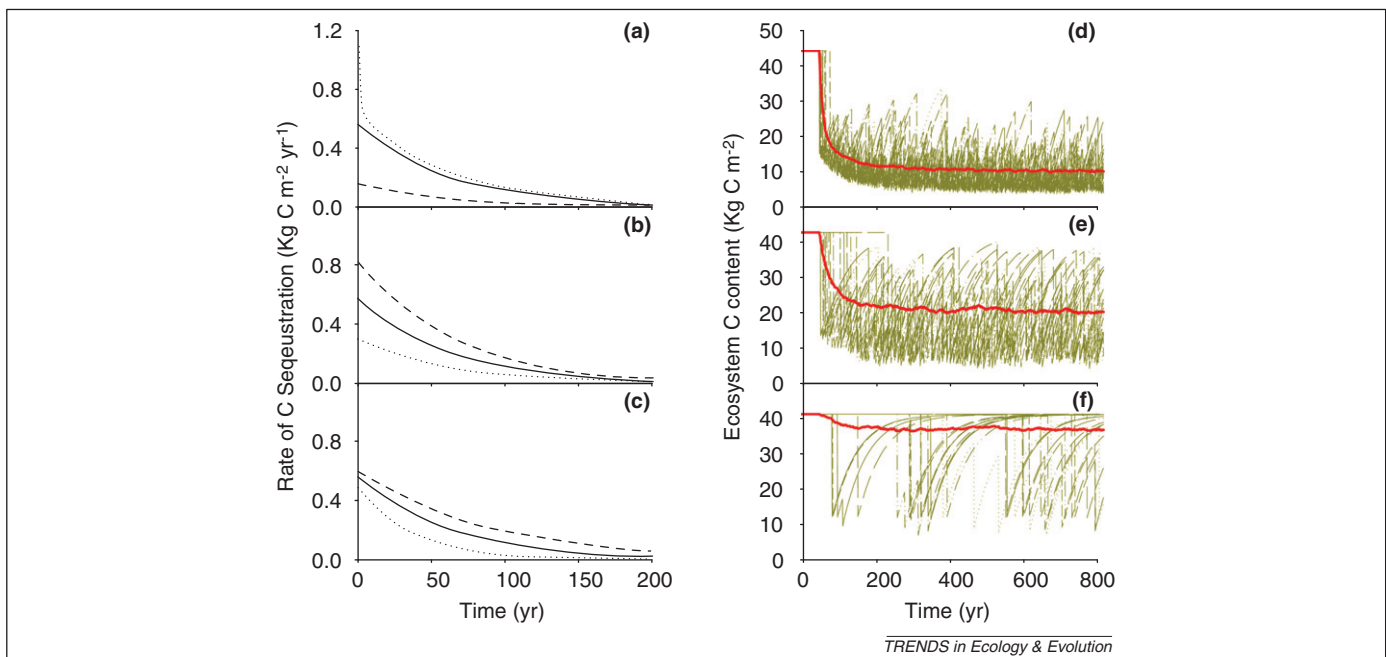 Rate of C Seqeustration (Kg C m-2 yr-1)
1.2
(a)
0.8
0.4
0.0
(b)
0.8
0.4
0.0
(c)
0.8
0.4
0.0
0 50 100 150 200
Time (yr)
Ecosystem C content (Kg C m-2)
50
(d)
40
30
20
10
0
(e)
40
30
20
10
0
(f)
40
30
20
10
0
0 200 400 600 800
Time (yr)
TRENDS in Ecology & Evolution